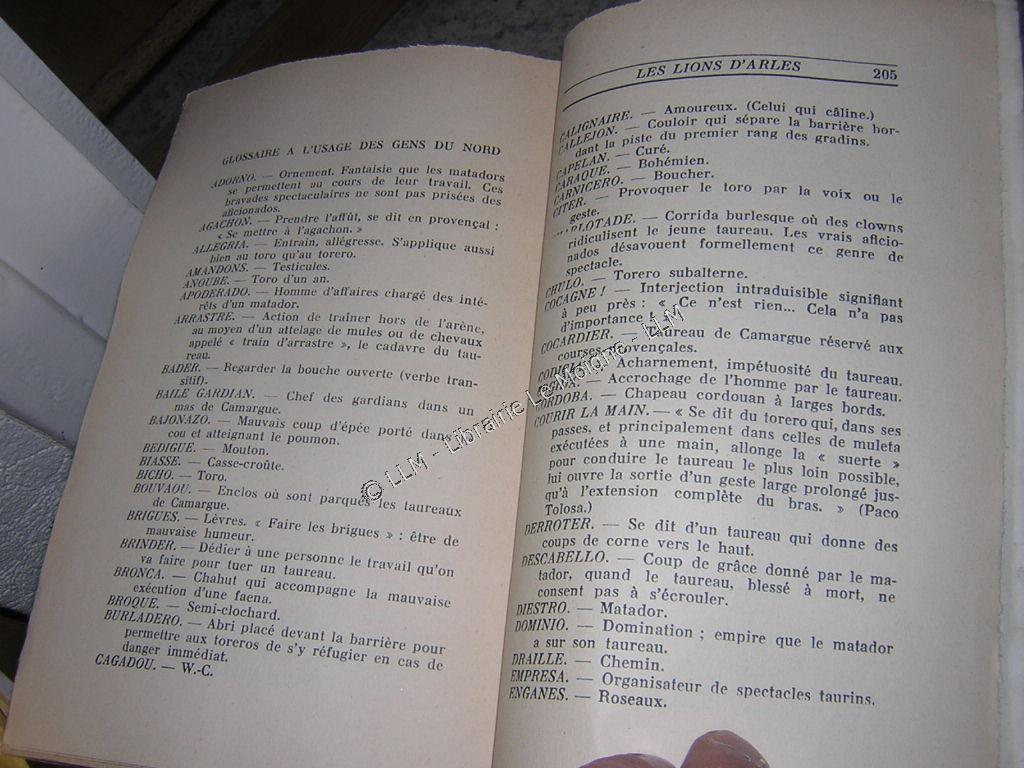 GLOSSAIRE A L'USAGE DES GENS DU NORD
ADORNO. — Ornement. Fantaisie que les matadors
se permettent au cours de leur travail. Ces
bravades spectaculaires ne sont pas prisées des
aficionados.
AGACHON. — Prendre l'affût, se dit en provençal :
« Se mettre à l'agachon. »
ALLEGRIA. — Entrain, allégresse. S'applique aussi
bien au toro qu'au torero.
AMANDONS. — Testicules.
ANOUBE. — Toro d'un an.
APODERADO. — Homme d'affaires chargé des inté-
rêts d'un matador.
ARRASTRE. — Action de traîner hors de l'arène,
au moyen d'un attelage de mules ou de chevaux
appelé « train d'arrastre », le cadavre du tau-
reau.
BADER. — Regarder la bouche ouverte (verbe tran-
sitif).
BAILE GARDIAN. — Chef des gardians dans un
mas de Camargue.
BAJONAZO. — Mauvais coup d'épée porté dans le
cou et atteignant le poumon.
BEDIGUE. — Mouton.
BIASSE. — Casse-croûte.
BICHO. — Toro.
BOUVAOU. — Enclos où sont parqués les taureaux
de Camargue.
BRIGUES. — Lèvres. « Faire les brigues » : être de
mauvaise humeur.
BRINDER. — Dédier à une personne le travail qu'on
va faire pour tuer un taureau.
BRONCA. — Chahut qui accompagne la mauvaise
exécution d'une faena.
BROQUE. — Semi-clochard.
BURLADERO. — Abri placé devant la barrière pour
permettre aux toreros de s'y réfugier en cas de
danger immédiat.
CAGADOU. — W.-C.
LES LIONS D'ARLES 205
CALIGNAIRE. — Amoureux. (Celui qui câline.)
CALLEJON. — Couloir qui sépare la barrière bor-
dant la piste du premier rang des gradins.
CAPELAN. — Curé.
CARAQUE. — Bohémien.
CARNICERO. — Boucher.
CITER. — Provoquer le toro par la voix ou le
geste.
CHARLOTADE. — Corrida burlesque où des clowns
ridiculisent le jeune taureau. Les vrais aficio-
nados désavouent formellement ce genre de
spectacle.
CHULO. — Torero subalterne.
COCAGNE ! — Interjection intraduisible signifiant
à peu près : « Ce n'est rien... Cela n'a pas
d'importance ! »
COCARDIER. — Taureau de Camargue réservé aux
courses provençales.
— Acharnement, impétuosité du taureau.
— Accrochage de l'homme par le taureau.
CORDOBA. — Chapeau cordouan à larges bords.
COURIR LA MAIN. — « Se dit du torero qui, dans ses
passes, et principalement dans celles de muleta
exécutées à une main, allonge la « suerte »
pour conduire le taureau le plus loin possible,
lui ouvre la sortie d'un geste large prolongé jus-
qu'à l'extension complète du bras. » (Paco
Tolosa.)
DERROTER. — Se dit d'un taureau qui donne des
coups de corne vers le haut.
DESCABELLO. — Coup de grâce donné par le ma-
tador, quand le taureau, blessé à mort, ne
consent pas à s'écrouler.
DIESTRO. — Matador.
DOMINIO. — Domination ; empire que le matador
a sur son taureau.
DRAILLE. — Chemin.
EMPRESA. — Organisateur de spectacles taurins.
ENGANES. — Roseaux.
© LLM - Librairie Le Moigne - LLM